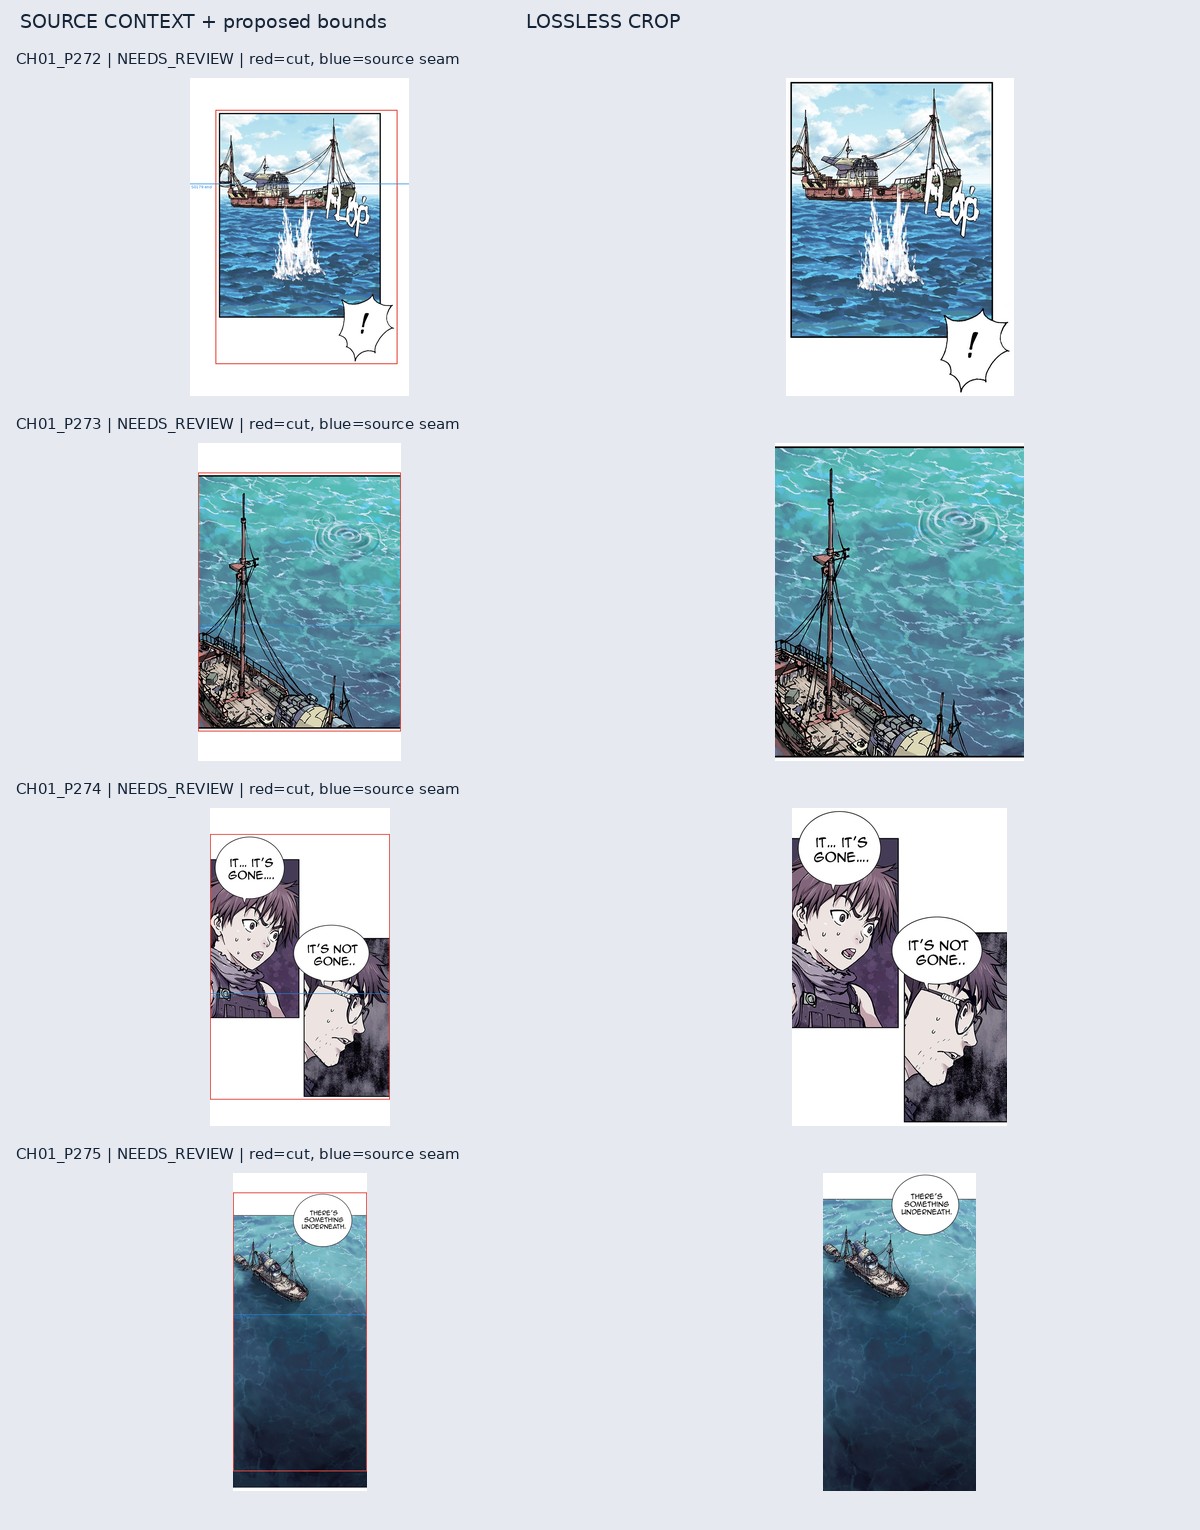 SOURCE CONTEXT + proposed bounds
LOSSLESS CROP
CH01_P272 | NEEDS_REVIEW | red=cut, blue=source seam
PLOP
!
PLOP
!
CH01_P273 | NEEDS_REVIEW | red=cut, blue=source seam
CH01_P274 | NEEDS_REVIEW | red=cut, blue=source seam
IT... IT'S
GONE....
IT'S NOT
GONE..
IT... IT'S
GONE....
IT'S NOT
GONE..
CH01_P275 | NEEDS_REVIEW | red=cut, blue=source seam
THERE'S
SOMETHING
UNDERNEATH.
THERE'S
SOMETHING
UNDERNEATH.